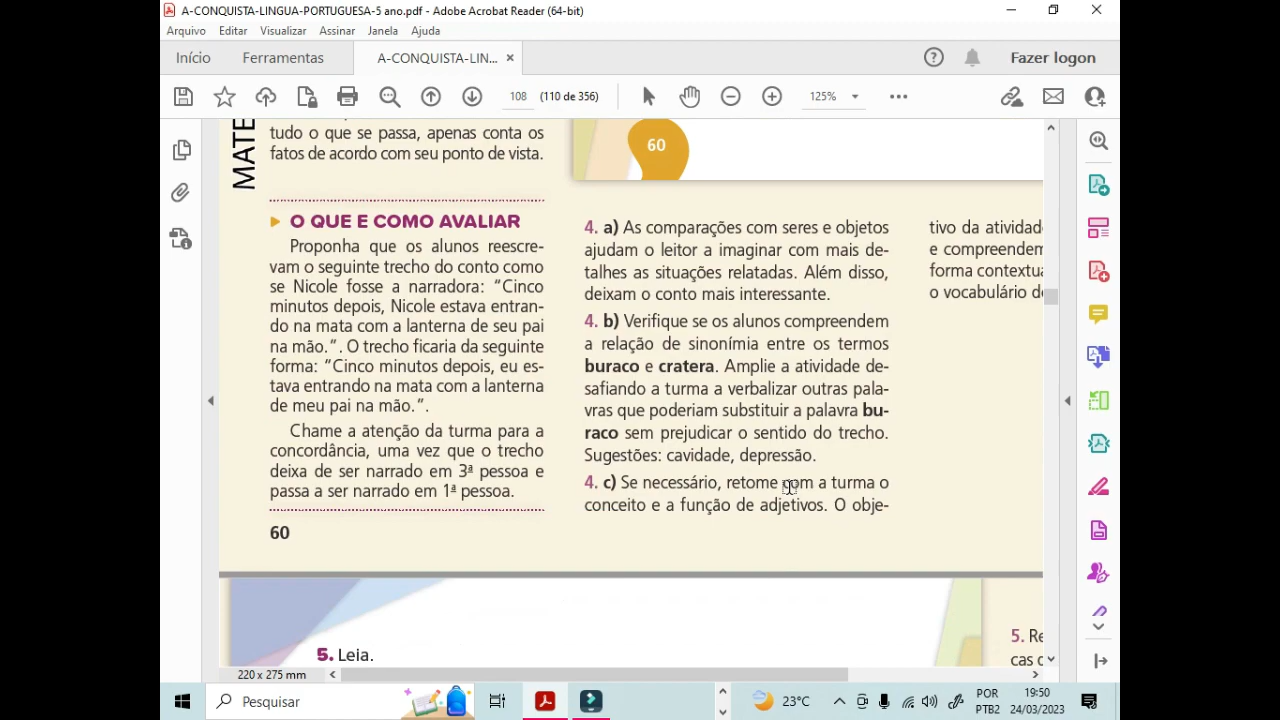 A-CONQUISTA-LINGUA-PORTUGUESA-5 ano.pdf - Adobe Acrobat Reader (64-bit)
Arquivo Editar Visualizar Assinar Janela Ajuda
Início Ferramentas A-CONQUISTA-LIN... × Fazer logon
108 (110 de 356) 125%
MATE
tudo o que se passa, apenas conta os
fatos de acordo com seu ponto de vista.
60
O QUE E COMO AVALIAR
Proponha que os alunos reescre-
vam o seguinte trecho do conto como
se Nicole fosse a narradora: “Cinco
minutos depois, Nicole estava entran-
do na mata com a lanterna de seu pai
na mão.”. O trecho ficaria da seguinte
forma: “Cinco minutos depois, eu es-
tava entrando na mata com a lanterna
de meu pai na mão.”.
Chame a atenção da turma para a
concordância, uma vez que o trecho
deixa de ser narrado em 3ª pessoa e
passa a ser narrado em 1ª pessoa.
60
4. a) As comparações com seres e objetos
ajudam o leitor a imaginar com mais de-
talhes as situações relatadas. Além disso,
deixam o conto mais interessante.
4. b) Verifique se os alunos compreendem
a relação de sinonímia entre os termos
buraco e cratera. Amplie a atividade de-
safiando a turma a verbalizar outras pala-
vras que poderiam substituir a palavra bu-
raco sem prejudicar o sentido do trecho.
Sugestões: cavidade, depressão.
4. c) Se necessário, retome com a turma o
conceito e a função de adjetivos. O obje-
tivo da atividad
e compreendem
forma contextua
o vocabulário de
5. Leia.
5. Re
cas c
220 x 275 mm
Pesquisar
23°C
POR
PTB2
19:50
24/03/2023